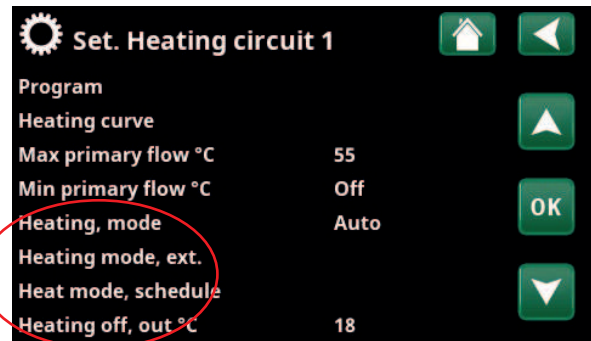 Set. Heating circuit 1
Program
Heating curve
Max primary flow °C 55
Min primary flow °C Off
Heating, mode Auto
OK
Heating mode, ext.
Heat mode, schedule
Heating off, out °C 18